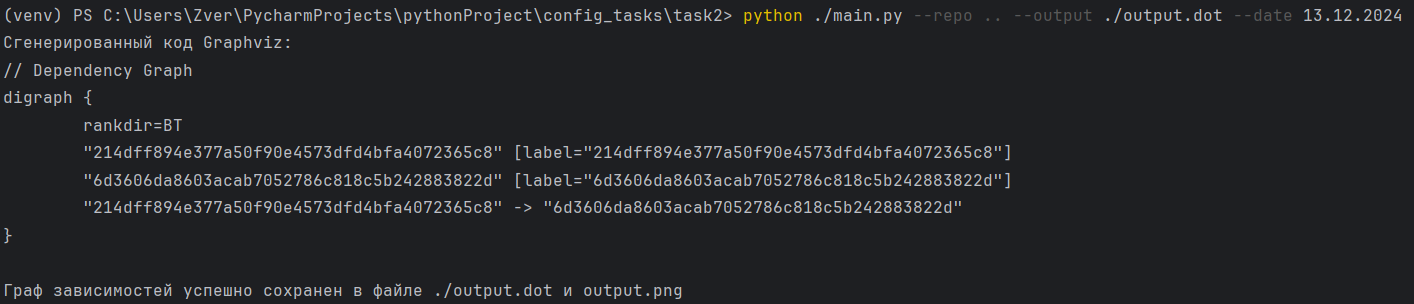 (venv) PS C:\Users\Zver\PycharmProjects\pythonProject\config_tasks\task2> python ./main.py --repo .. --output ./output.dot --date 13.12.2024
Сгенерированный код Graphviz:
// Dependency Graph
digraph {
        rankdir=BT
        "214dff894e377a50f90e4573dfd4bfa4072365c8" [label="214dff894e377a50f90e4573dfd4bfa4072365c8"]
        "6d3606da8603acab7052786c818c5b242883822d" [label="6d3606da8603acab7052786c818c5b242883822d"]
        "214dff894e377a50f90e4573dfd4bfa4072365c8" -> "6d3606da8603acab7052786c818c5b242883822d"
}
Граф зависимостей успешно сохранен в файле ./output.dot и output.png